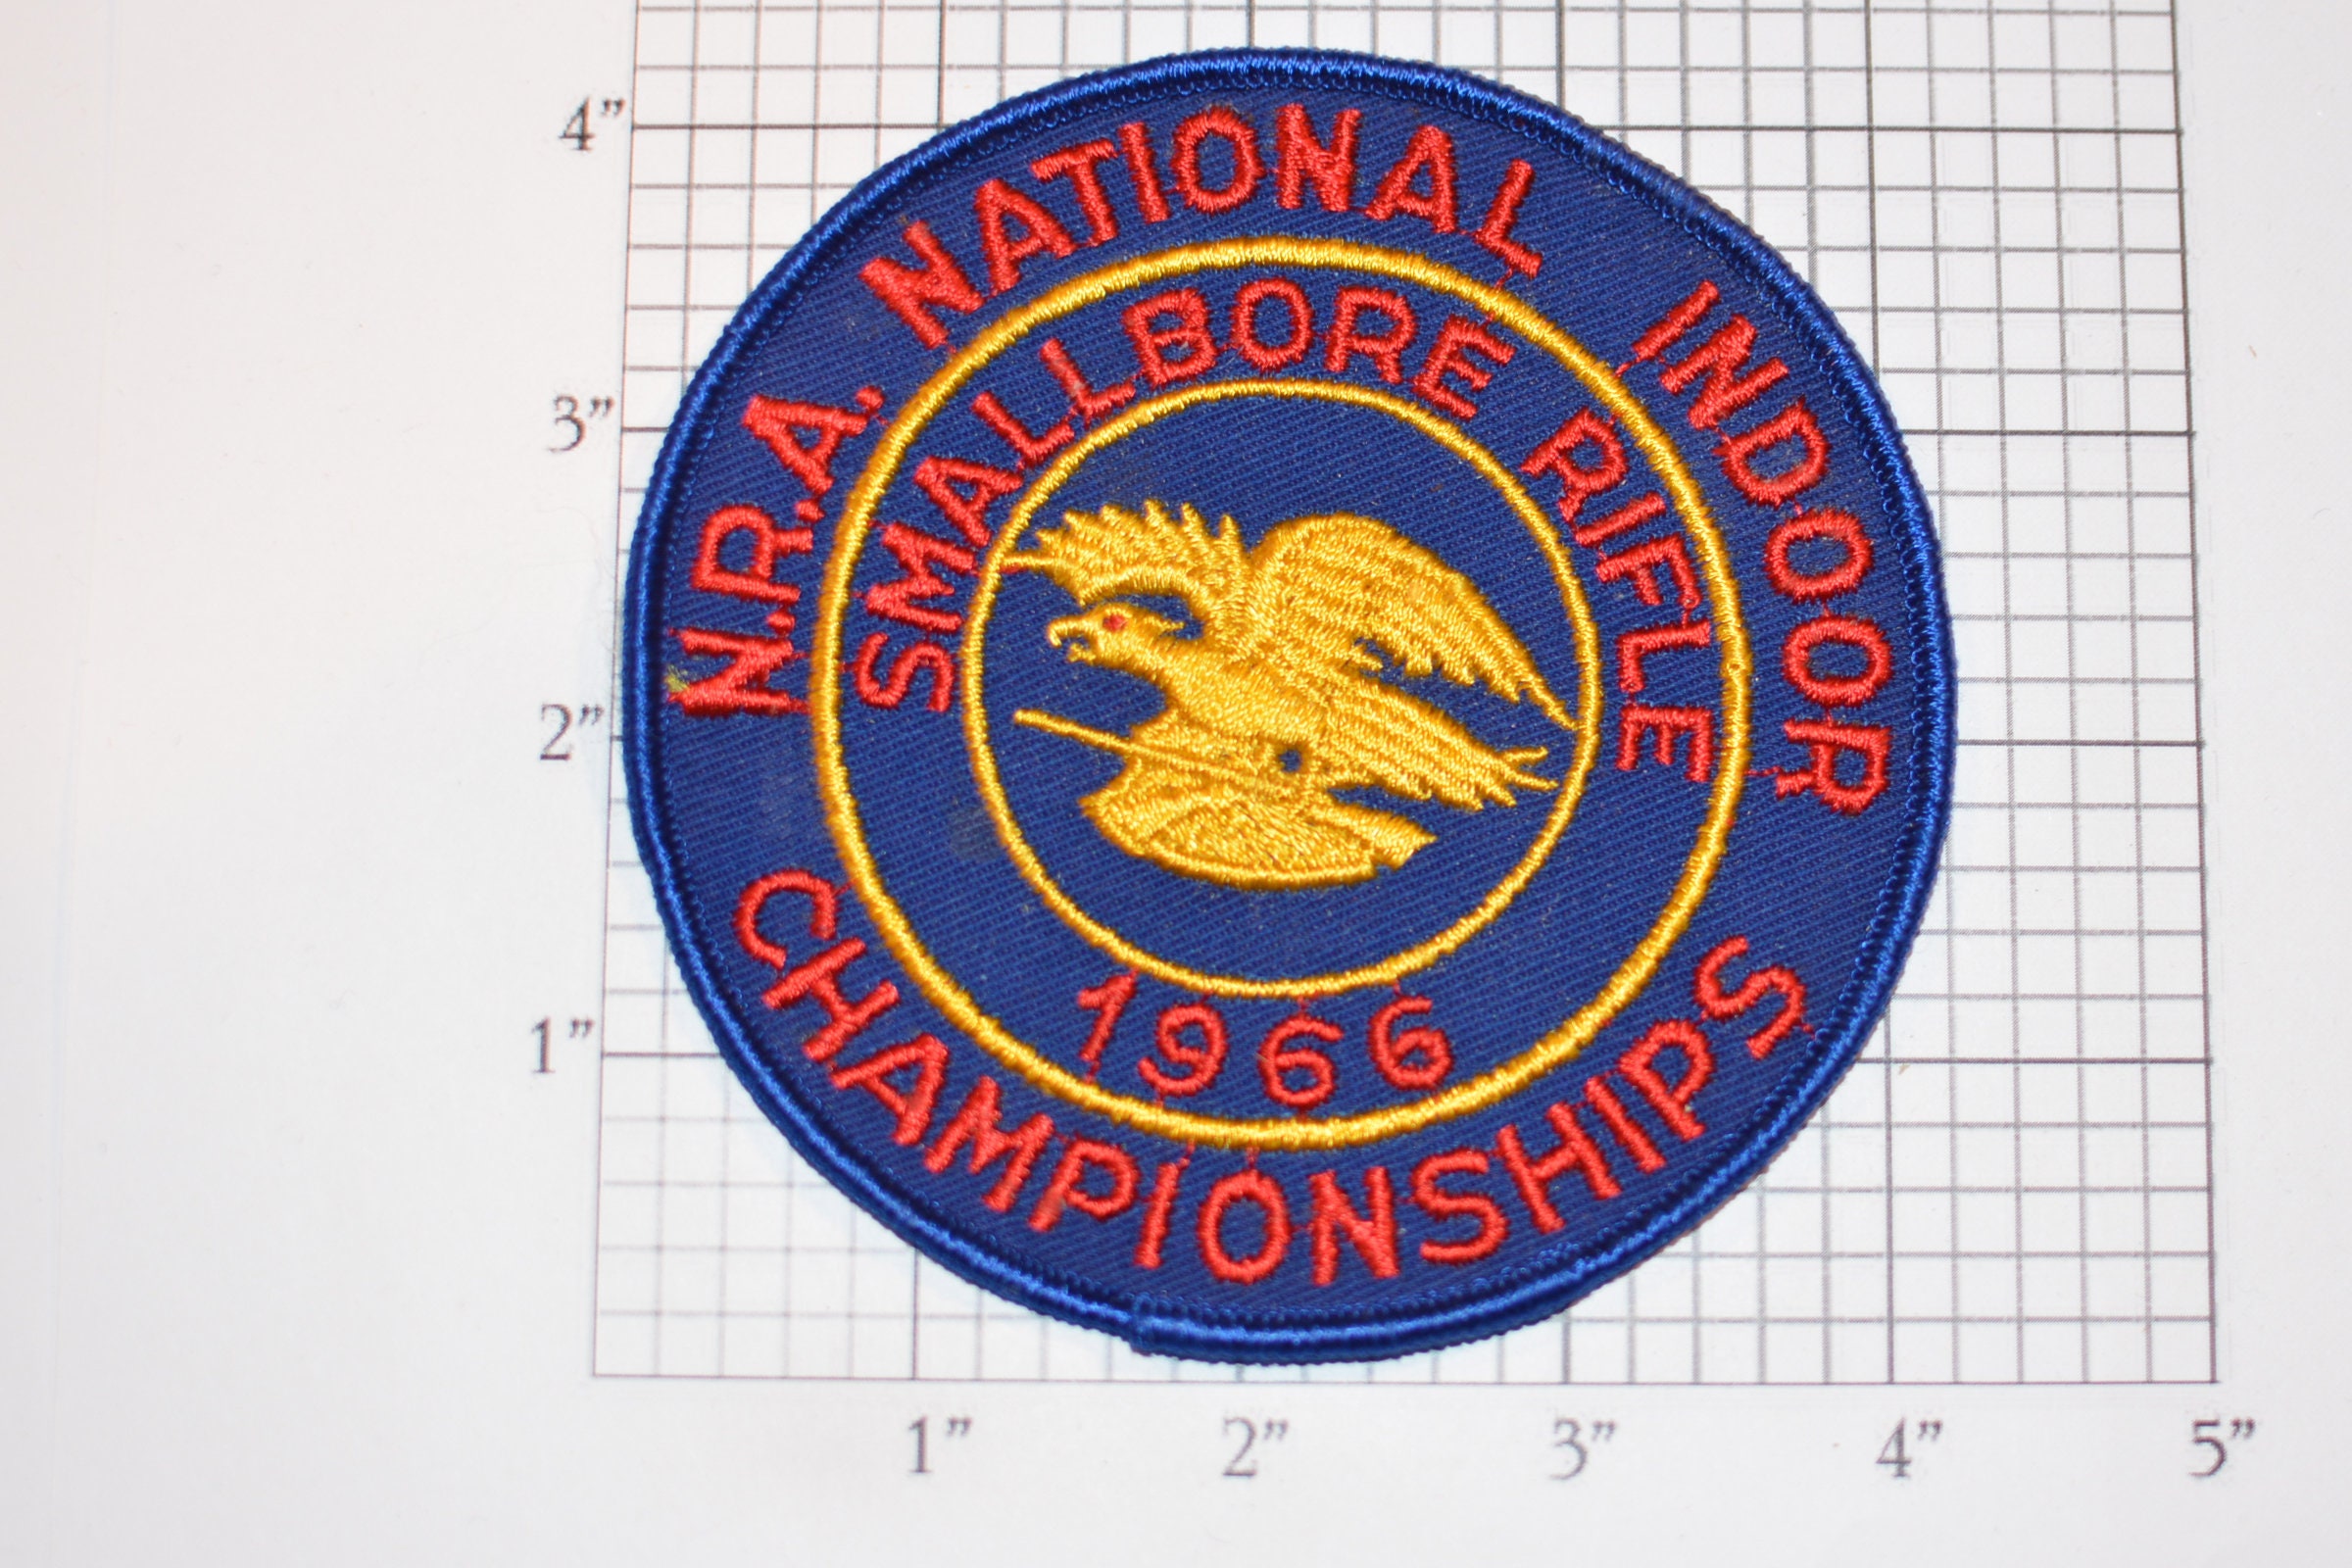 N.R.A. NATIONAL INDOOR
SMALLBORE RIFLE
1966
CHAMPIONSHIPS
4”
3”
2”
1”
1” 2” 3” 4” 5”